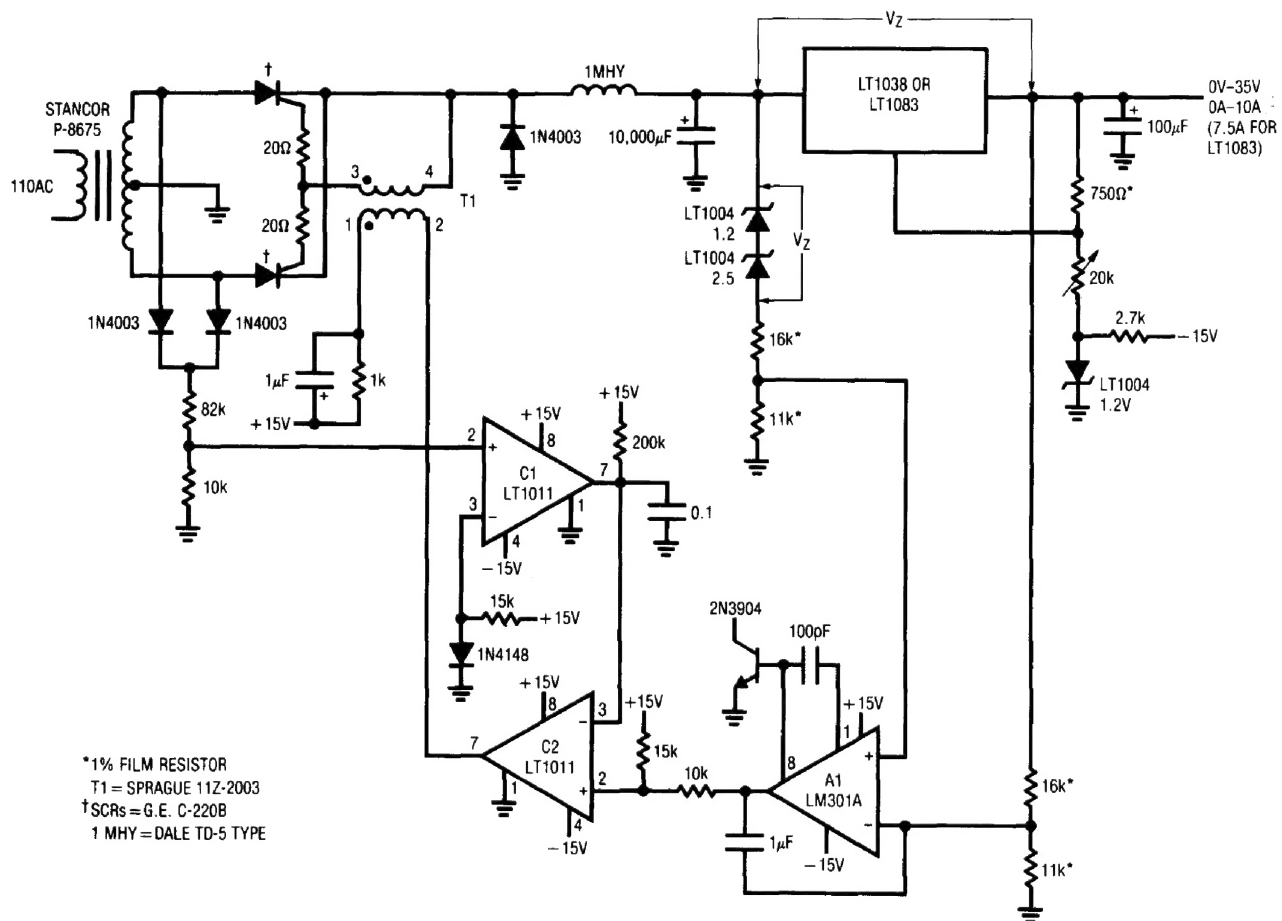 V_Z
†
1MHY
LT1038 OR
LT1083
0V–35V
0A–10A
(7.5A FOR
LT1083)
STANCOR
P-8675
110AC
20Ω
20Ω
†
3
4
T1
1
2
1N4003
+
10,000μF
+
100μF
750Ω*
LT1004
1.2
LT1004
2.5
V_Z
20k
2.7k
–15V
LT1004
1.2V
1N4003
1N4003
16k*
11k*
82k
10k
1μF
+
1k
+15V
+15V
200k
+15V
8
2
+
C1
LT1011
7
1
3
–
4
–15V
0.1
15k
+15V
1N4148
2N3904
100pF
+15V
8
7
C2
LT1011
–
3
1
+
2
4
–15V
+15V
15k
10k
+15V
1
8
+
A1
LM301A
–
–15V
1μF
16k*
11k*
*1% FILM RESISTOR
T1 = SPRAGUE 11Z-2003
†SCRs = G.E. C-220B
1 MHY = DALE TD-5 TYPE